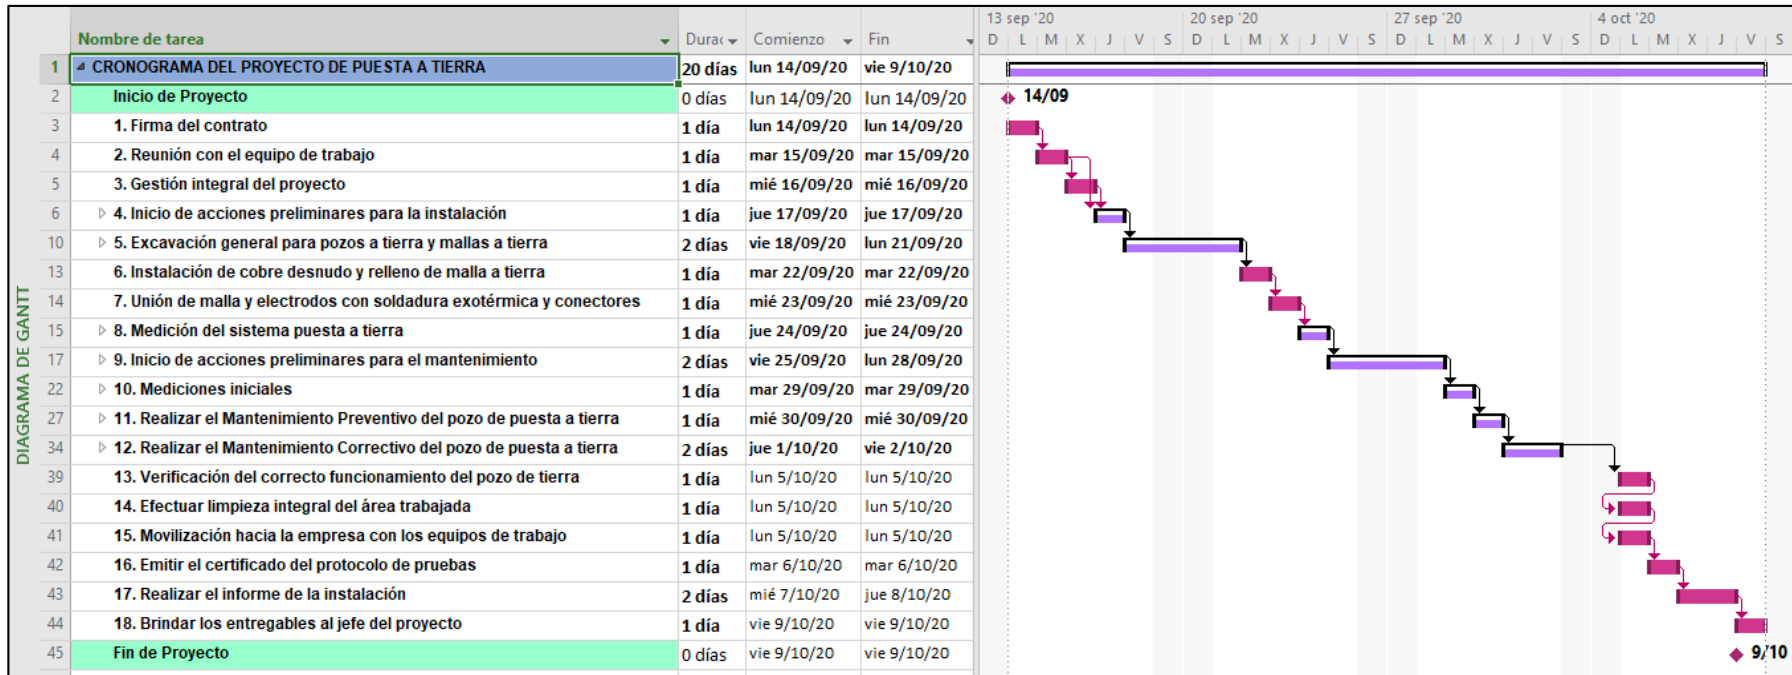 13 sep '20 20 sep '20 27 sep '20 4 oct '20
Nombre de tarea Durac Comienzo Fin D L M X J V S D L M X J V S D L M X J V S D L M X J V S
1 CRONOGRAMA DEL PROYECTO DE PUESTA A TIERRA 20 días lun 14/09/20 vie 9/10/20
2 Inicio de Proyecto 0 días lun 14/09/20 lun 14/09/20 14/09
3 1. Firma del contrato 1 día lun 14/09/20 lun 14/09/20
4 2. Reunión con el equipo de trabajo 1 día mar 15/09/20 mar 15/09/20
5 3. Gestión integral del proyecto 1 día mié 16/09/20 mié 16/09/20
6 4. Inicio de acciones preliminares para la instalación 1 día jue 17/09/20 jue 17/09/20
10 5. Excavación general para pozos a tierra y mallas a tierra 2 días vie 18/09/20 lun 21/09/20
13 6. Instalación de cobre desnudo y relleno de malla a tierra 1 día mar 22/09/20 mar 22/09/20
14 7. Unión de malla y electrodos con soldadura exotérmica y conectores 1 día mié 23/09/20 mié 23/09/20
15 8. Medición del sistema puesta a tierra 1 día jue 24/09/20 jue 24/09/20
17 9. Inicio de acciones preliminares para el mantenimiento 2 días vie 25/09/20 lun 28/09/20
22 10. Mediciones iniciales 1 día mar 29/09/20 mar 29/09/20
27 11. Realizar el Mantenimiento Preventivo del pozo de puesta a tierra 1 día mié 30/09/20 mié 30/09/20
34 12. Realizar el Mantenimiento Correctivo del pozo de puesta a tierra 2 días jue 1/10/20 vie 2/10/20
39 13. Verificación del correcto funcionamiento del pozo de tierra 1 día lun 5/10/20 lun 5/10/20
40 14. Efectuar limpieza integral del área trabajada 1 día lun 5/10/20 lun 5/10/20
41 15. Movilización hacia la empresa con los equipos de trabajo 1 día lun 5/10/20 lun 5/10/20
42 16. Emitir el certificado del protocolo de pruebas 1 día mar 6/10/20 mar 6/10/20
43 17. Realizar el informe de la instalación 2 días mié 7/10/20 jue 8/10/20
44 18. Brindar los entregables al jefe del proyecto 1 día vie 9/10/20 vie 9/10/20
45 Fin de Proyecto 0 días vie 9/10/20 vie 9/10/20 9/10
DIAGRAMA DE GANTT